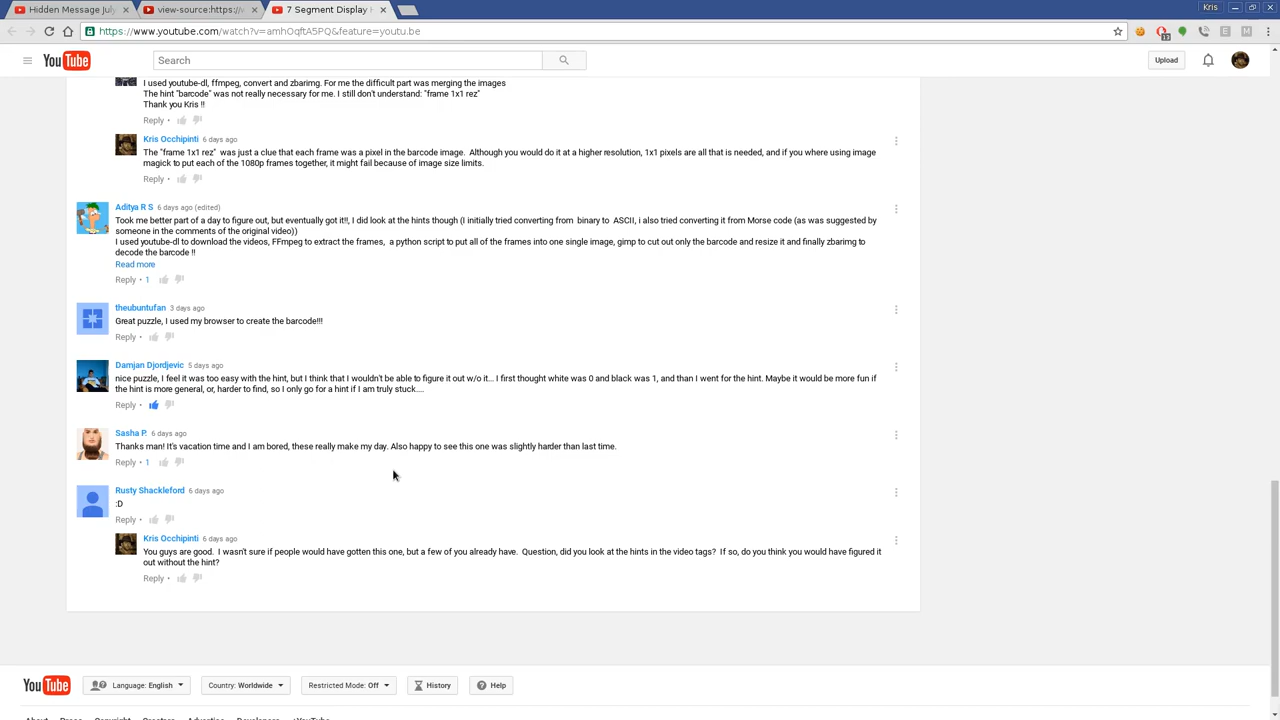 Hidden Message July
view-source:https://w
7 Segment Display H
Kris
https://www.youtube.com/watch?v=amhOqftA5PQ&feature=youtu.be
13
YouTube
Search
Upload
I used youtube-dl, ffmpeg, convert and zbarimg. For me the difficult part was merging the images
The hint "barcode" was not really necessary for me. I still don't understand: "frame 1x1 rez"
Thank you Kris !!
Reply •
Kris Occhipinti 6 days ago
The "frame 1x1 rez" was just a clue that each frame was a pixel in the barcode image. Although you would do it at a higher resolution, 1x1 pixels are all that is needed, and if you where using image
magick to put each of the 1080p frames together, it might fail because of image size limits.
Reply •
Aditya R S 6 days ago (edited)
Took me better part of a day to figure out, but eventually got it!!, I did look at the hints though (I initially tried converting from binary to ASCII, i also tried converting it from Morse code (as was suggested by
someone in the comments of the original video))
I used youtube-dl to download the videos, FFmpeg to extract the frames, a python script to put all of the frames into one single image, gimp to cut out only the barcode and resize it and finally zbarimg to
decode the barcode !!
Read more
Reply • 1
theubuntufan 3 days ago
Great puzzle, I used my browser to create the barcode!!!
Reply •
Damjan Djordjevic 5 days ago
nice puzzle, I feel it was too easy with the hint, but I think that I wouldn't be able to figure it out w/o it... I first thought white was 0 and black was 1, and than I went for the hint. Maybe it would be more fun if
the hint is more general, or, harder to find, so I only go for a hint if I am truly stuck....
Reply •
Sasha P. 6 days ago
Thanks man! It's vacation time and I am bored, these really make my day. Also happy to see this one was slightly harder than last time.
Reply • 1
Rusty Shackleford 6 days ago
:D
Reply •
Kris Occhipinti 6 days ago
You guys are good. I wasn't sure if people would have gotten this one, but a few of you already have. Question, did you look at the hints in the video tags? If so, do you think you would have figured it
out without the hint?
Reply •
YouTube
Language: English
Country: Worldwide
Restricted Mode: Off
History
Help
About Press Copyright Creators Advertise Developers +YouTube